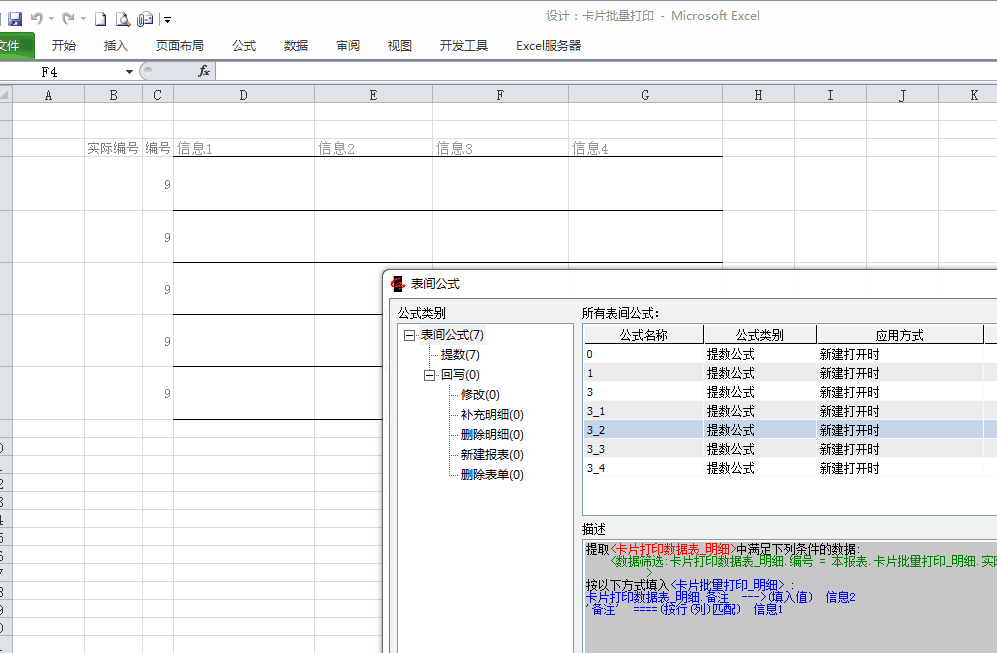 设计：卡片批量打印 - Microsoft Excel
文件 开始 插入 页面布局 公式 数据 审阅 视图 开发工具 Excel服务器
F4 fx
A B C D E F G H I J K
实际编号 编号 信息1 信息2 信息3 信息4
9
9
9
9
9
表间公式
公式类别
表间公式(7)
提数(7)
回写(0)
修改(0)
补充明细(0)
删除明细(0)
新建报表(0)
删除表单(0)
所有表间公式：
公式名称 公式类别 应用方式
0 提数公式 新建打开时
1 提数公式 新建打开时
3 提数公式 新建打开时
3_1 提数公式 新建打开时
3_2 提数公式 新建打开时
3_3 提数公式 新建打开时
3_4 提数公式 新建打开时
描述
提取<卡片打印数据表_明细>中满足下列条件的数据:
<数据筛选:卡片打印数据表_明细.编号 = 本报表.卡片批量打印_明细.实际
>
按以下方式填入<卡片批量打印_明细> :
卡片打印数据表_明细.备注 --->(填入值) 信息2
'备注' ====(按行(列)匹配) 信息1